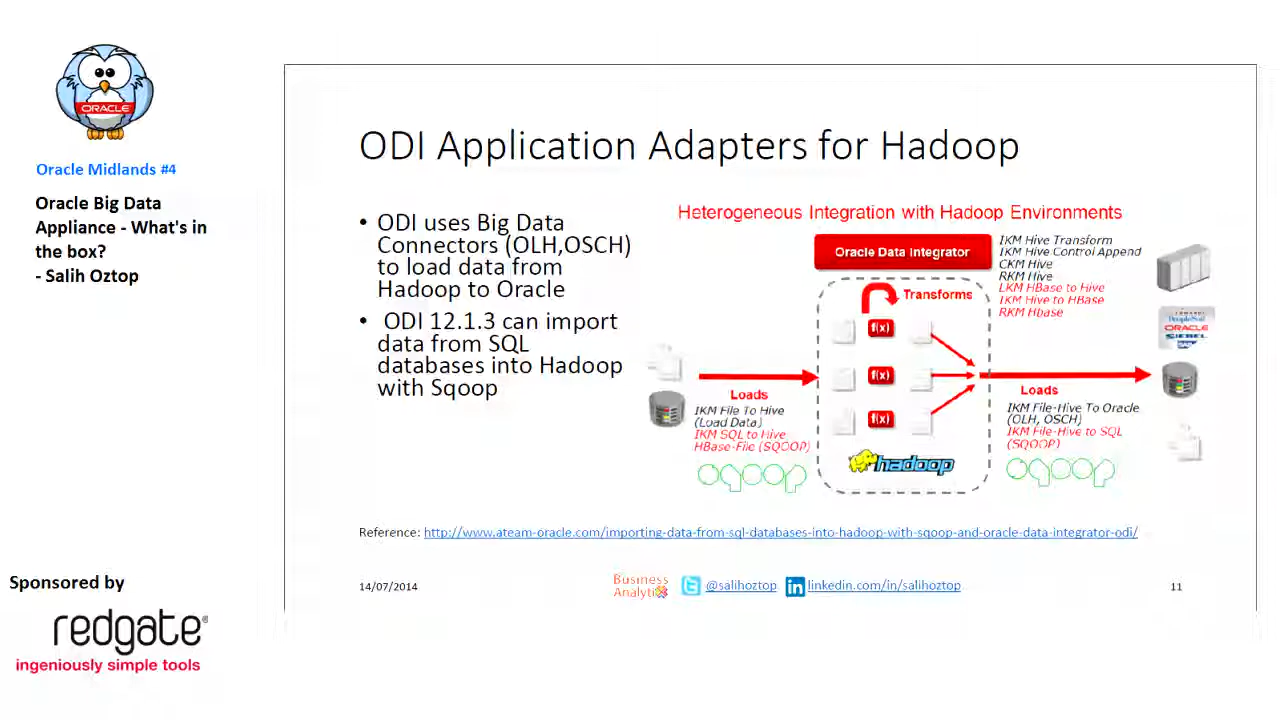 ORACLE
Oracle Midlands #4
Oracle Big Data
Appliance - What's in
the box?
- Salih Oztop
Sponsored by
redgate®
ingeniously simple tools
ODI Application Adapters for Hadoop
• ODI uses Big Data
Connectors (OLH,OSCH)
to load data from
Hadoop to Oracle
• ODI 12.1.3 can import
data from SQL
databases into Hadoop
with Sqoop
Heterogeneous Integration with Hadoop Environments
Oracle Data Integrator
IKM Hive Transform
IKM Hive Control Append
CKM Hive
RKM Hive
LKM HBase to Hive
IKM Hive to HBase
RKM Hbase
Transforms
f(x)
f(x)
f(x)
hadoop
Loads
IKM File To Hive
(Load Data)
IKM SQL to Hive
HBase-File (SQOOP)
Loads
IKM File-Hive To Oracle
(OLH, OSCH)
IKM File-Hive to SQL
(SQOOP)
PeopleSoft
ORACLE
SIEBEL
SAP
Reference: http://www.ateam-oracle.com/importing-data-from-sql-databases-into-hadoop-with-sqoop-and-oracle-data-integrator-odi/
14/07/2014
Business
Analytix
@salihoztop
in linkedin.com/in/salihoztop
11